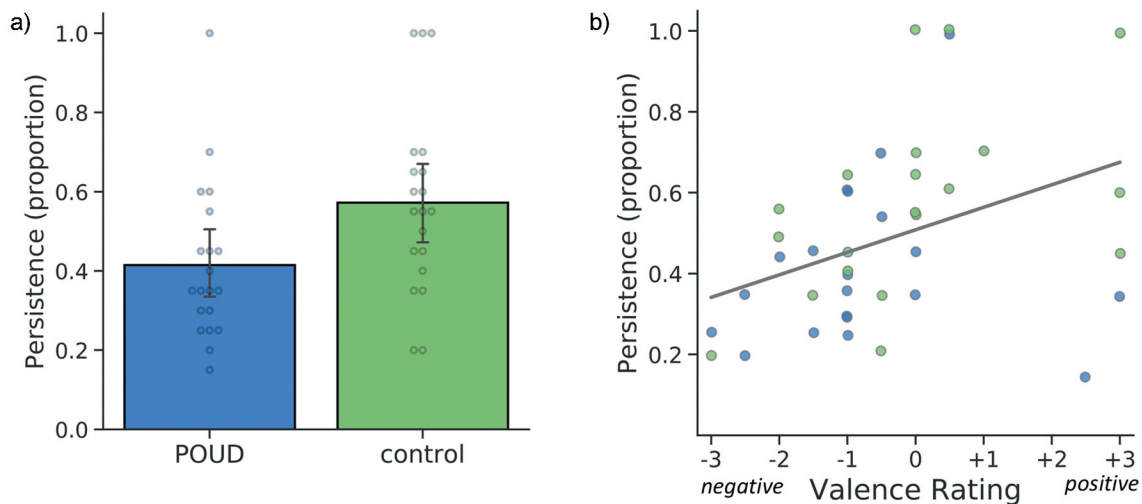 a)
Persistence (proportion)
1.0
0.8
0.6
0.4
0.2
0.0
POUD control
b)
Persistence (proportion)
1.0
0.8
0.6
0.4
0.2
-3 -2 -1 0 +1 +2 +3
negative Valence Rating positive